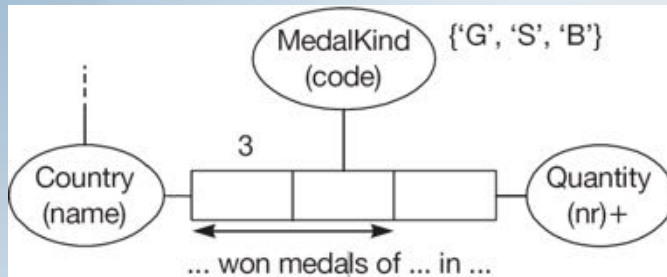 MedalKind
(code)
{‘G’, ‘S’, ‘B’}
3
Country
(name)
Quantity
(nr)+
... won medals of ... in ...